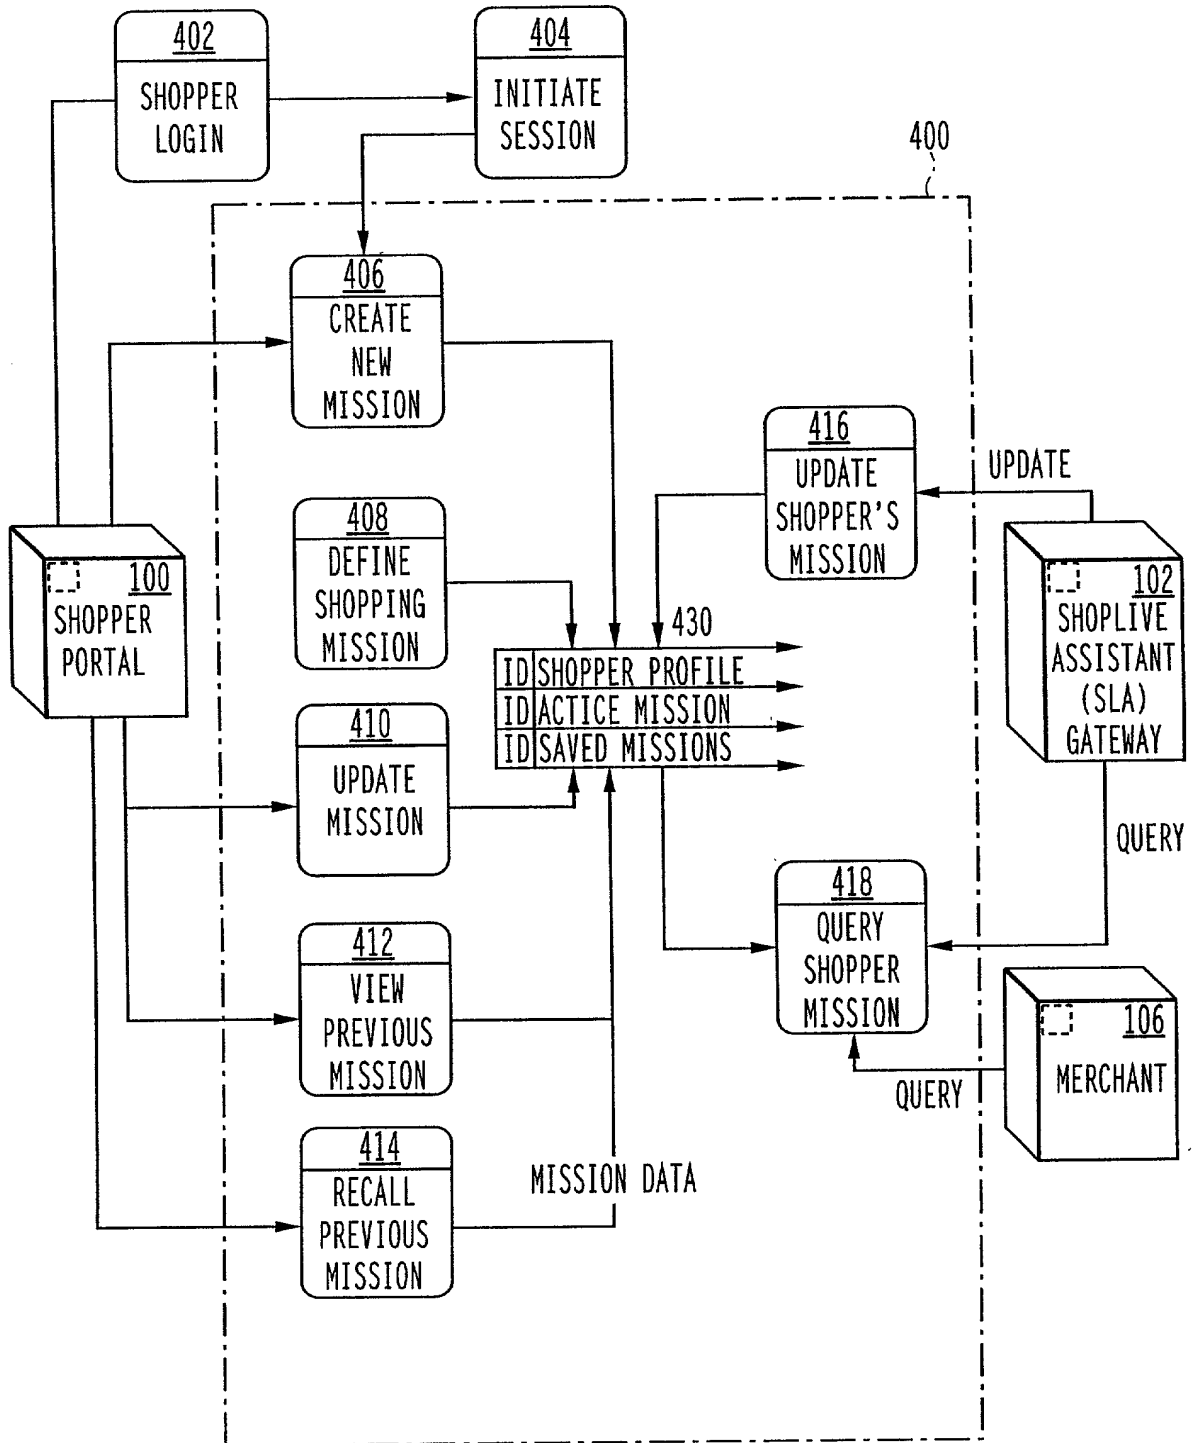 402
SHOPPER
LOGIN
404
INITIATE
SESSION
400
406
CREATE
NEW
MISSION
416
UPDATE
SHOPPER'S
MISSION
UPDATE
408
DEFINE
SHOPPING
MISSION
100
SHOPPER
PORTAL
102
SHOPLIVE
ASSISTANT
(SLA)
GATEWAY
430
ID SHOPPER PROFILE
ID ACTICE MISSION
ID SAVED MISSIONS
410
UPDATE
MISSION
QUERY
418
QUERY
SHOPPER
MISSION
412
VIEW
PREVIOUS
MISSION
106
MERCHANT
QUERY
414
RECALL
PREVIOUS
MISSION
MISSION DATA